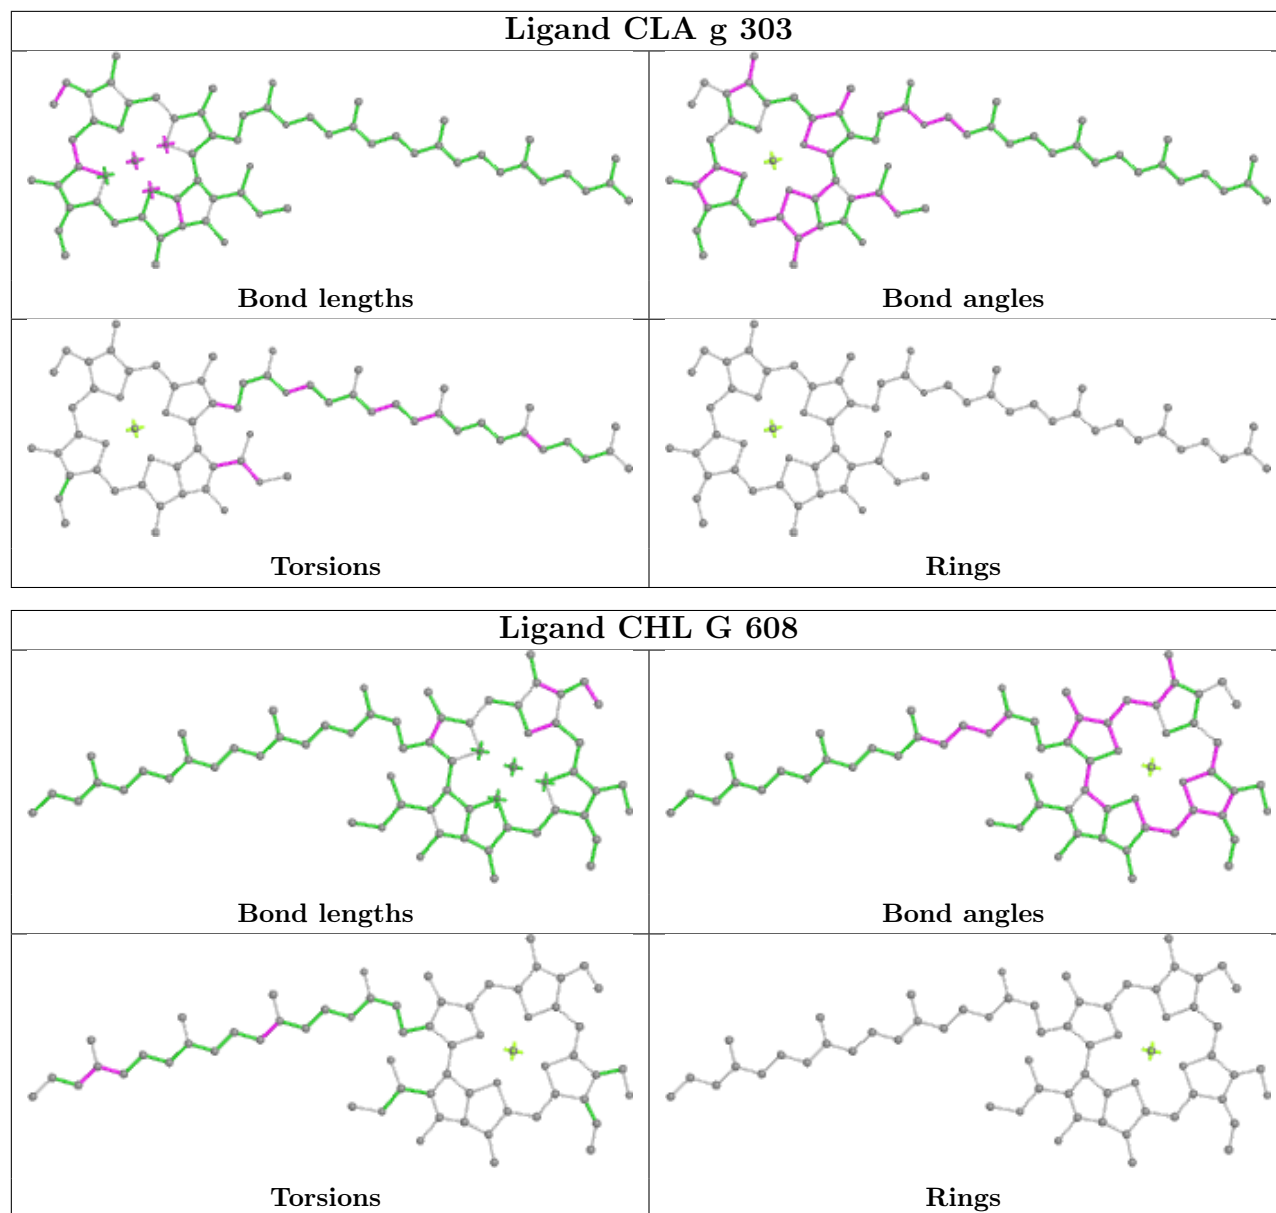 Ligand CLA g 303
Bond lengths
Bond angles
Torsions
Rings
Ligand CHL G 608
Bond lengths
Bond angles
Torsions
Rings